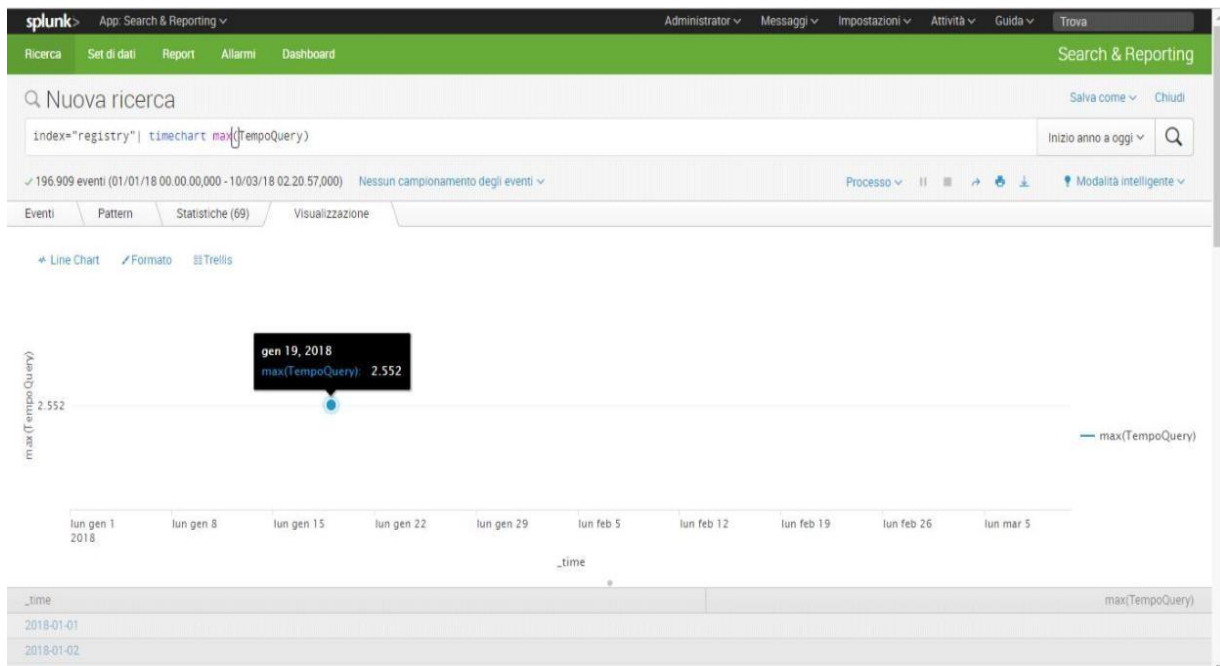 splunk> App: Search & Reporting Administrator Messaggi Impostazioni Attività Guida Trova
Ricerca Set di dati Report Allarmi Dashboard Search & Reporting
Nuova ricerca Salva come Chiudi
index="registry"| timechart max(TempoQuery) Inizio anno a oggi
✓ 196.909 eventi (01/01/18 00.00.00,000 - 10/03/18 02.20.57,000) Nessun campionamento degli eventi Processo Modalità intelligente
Eventi Pattern Statistiche (69) Visualizzazione
Line Chart Formato Trellis
gen 19, 2018
max(TempoQuery): 2.552
max(TempoQuery)
2.552
max(TempoQuery)
lun gen 1 lun gen 8 lun gen 15 lun gen 22 lun gen 29 lun feb 5 lun feb 12 lun feb 19 lun feb 26 lun mar 5
2018
_time
_time max(TempoQuery)
2018-01-01
2018-01-02